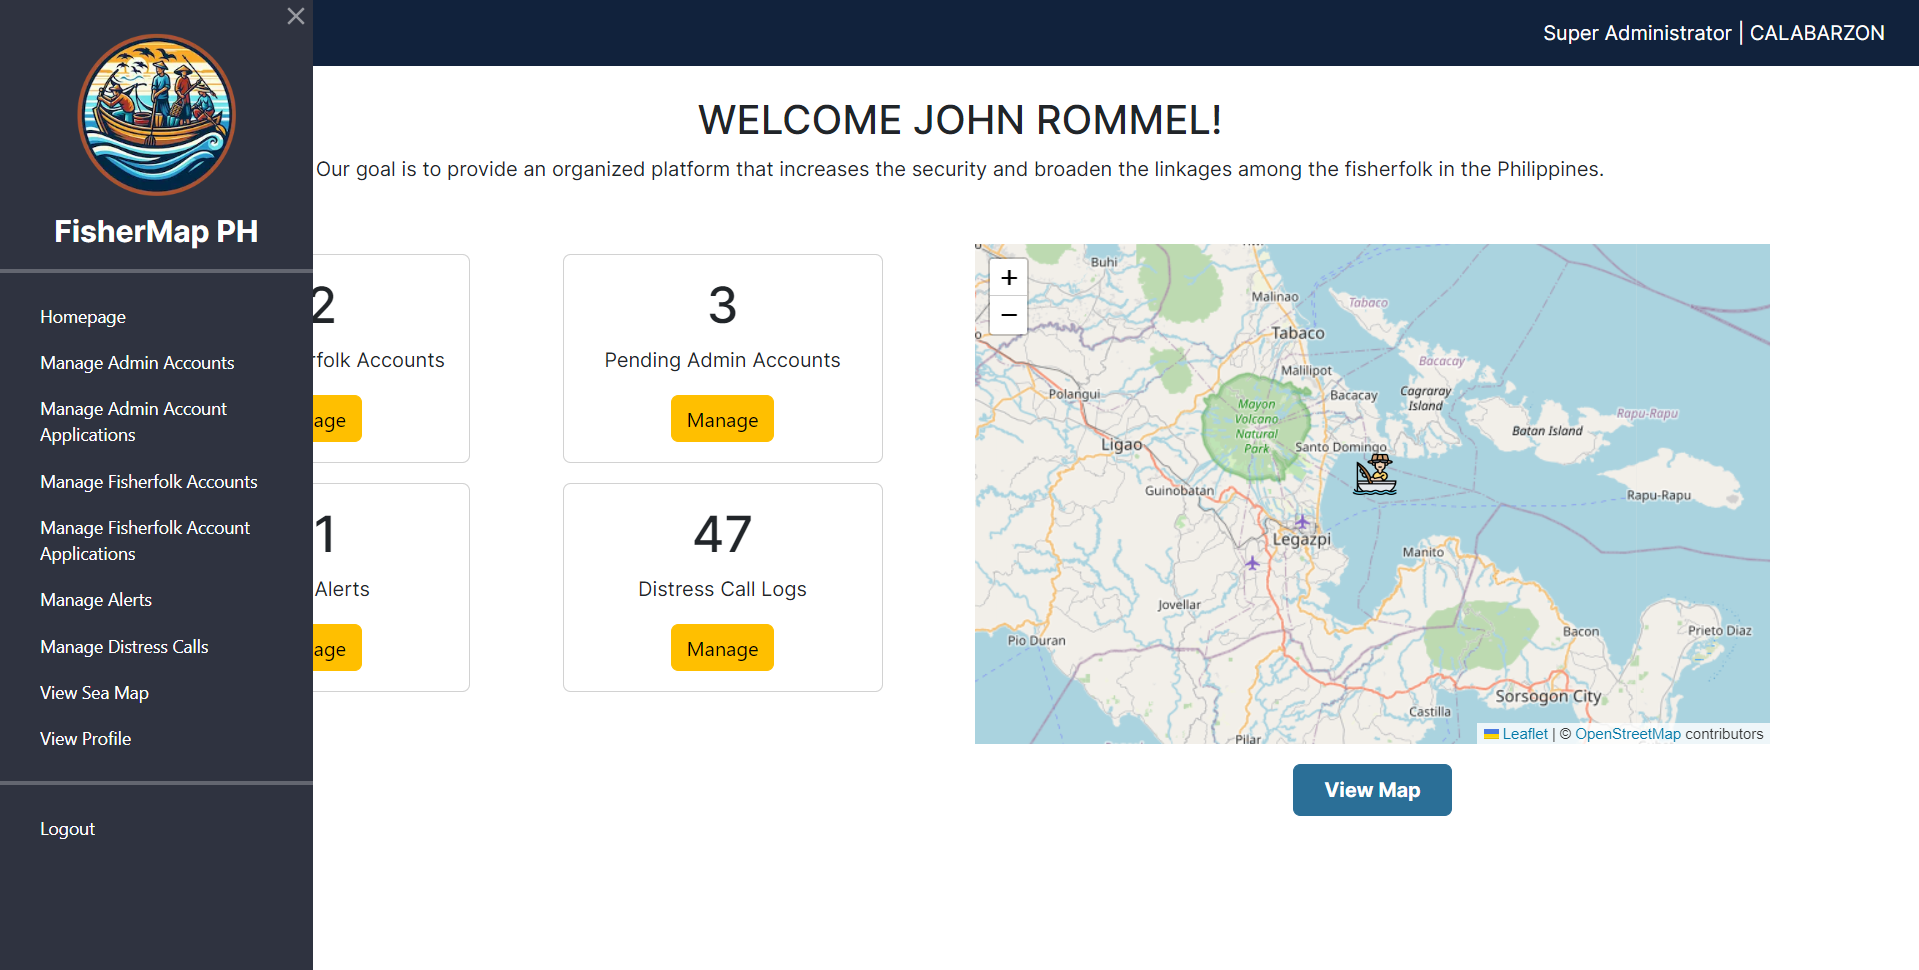 Super Administrator | CALABARZON
FisherMap PH
Homepage
Manage Admin Accounts
Manage Admin Account
Applications
Manage Fisherfolk Accounts
Manage Fisherfolk Account
Applications
Manage Alerts
Manage Distress Calls
View Sea Map
View Profile
Logout
WELCOME JOHN ROMMEL!
Our goal is to provide an organized platform that increases the security and broaden the linkages among the fisherfolk in the Philippines.
2
rfolk Accounts
age
3
Pending Admin Accounts
Manage
1
Alerts
age
47
Distress Call Logs
Manage
+
−
Buhi
Malinao
Tabaco
Tabaco
Malilipot
Bacacay
Polangui
Bacacay
Cagraray
Island
Mayon
Volcano
Natural
Park
Rapu-Rapu
Batan Island
Ligao
Santo Domingo
Guinobatan
Rapu-Rapu
Legazpi
Manito
Jovellar
Pio Duran
Bacon
Prieto Diaz
Sorsogon City
Castilla
Pilar
Leaflet | © OpenStreetMap contributors
View Map